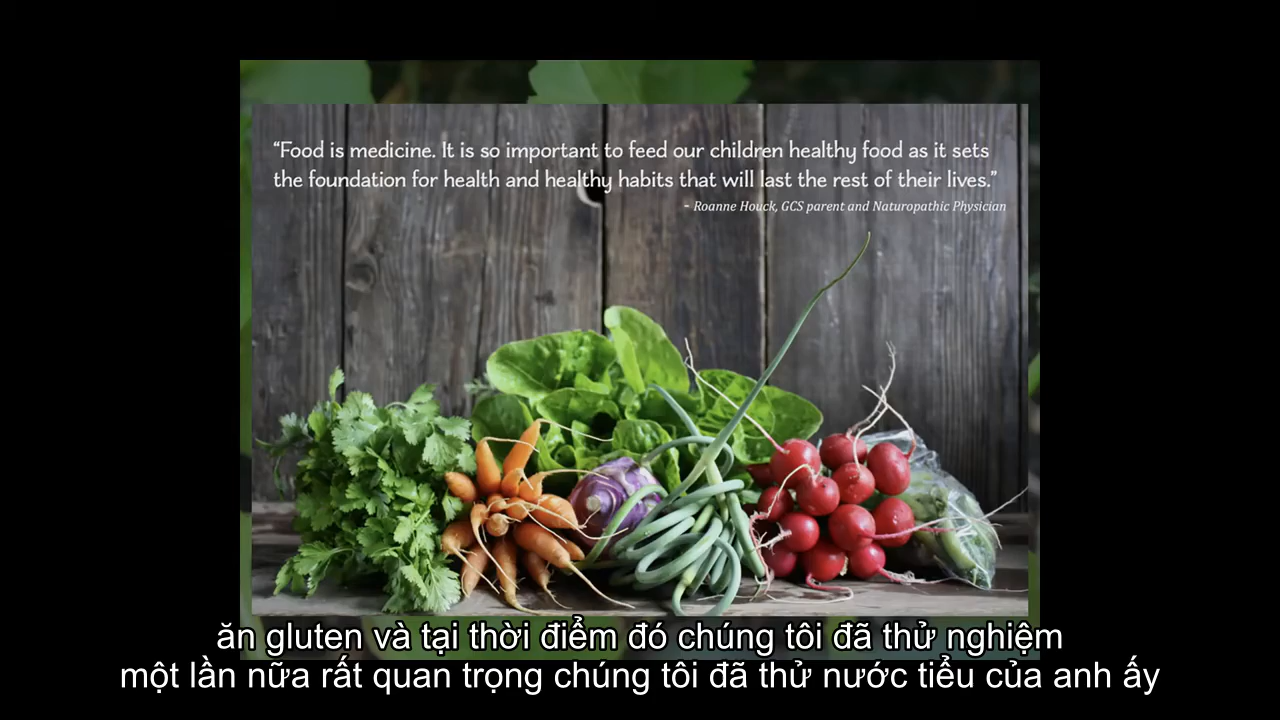 “Food is medicine. It is so important to feed our children healthy food as it sets
the foundation for health and healthy habits that will last the rest of their lives.”
- Roanne Houck, GCS parent and Naturopathic Physician
ăn gluten và tại thời điểm đó chúng tôi đã thử nghiệm
một lần nữa rất quan trọng chúng tôi đã thử nước tiểu của anh ấy